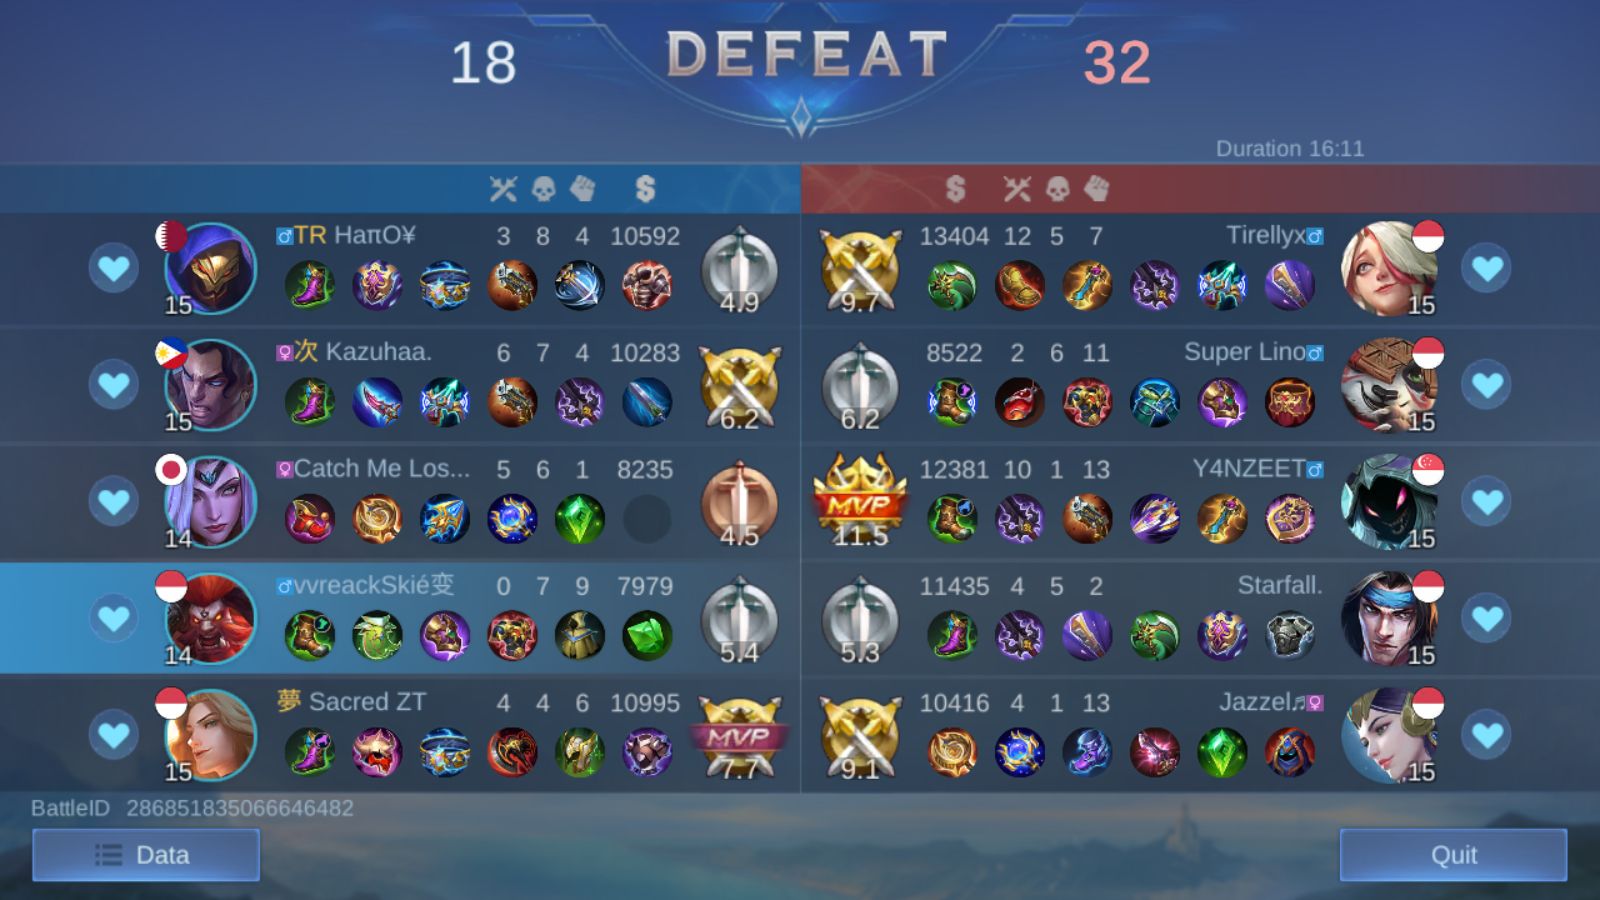 18 DEFEAT 32
Duration 16:11
TR HaπO¥ 3 8 4 10592
15 4.9
13404 12 5 7 Tirellyx
9.7 15
次 Kazuhaa. 6 7 4 10283
15 6.2
8522 2 6 11 Super Lino
6.2 15
Catch Me Los... 5 6 1 8235
14 4.5
12381 10 1 13 Y4NZEET
MVP
11.5 15
vvreackSkié变 0 7 9 7979
14 5.4
11435 4 5 2 Starfall.
5.3 15
夢 Sacred ZT 4 4 6 10995
MVP
15 7.7
10416 4 1 13 Jazzel♬
9.1 15
BattleID 286851835066646482
Data
Quit